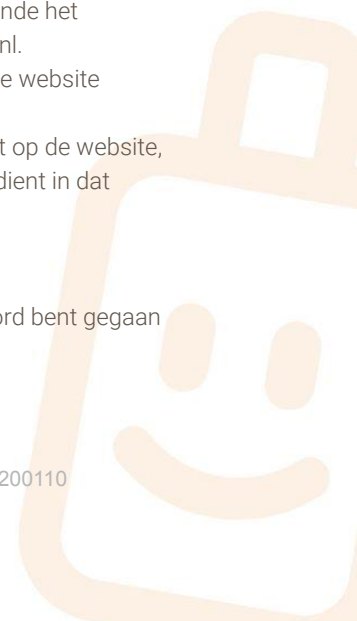 nde het
nl.
e website
t op de website,
dient in dat
ord bent gegaan
200110